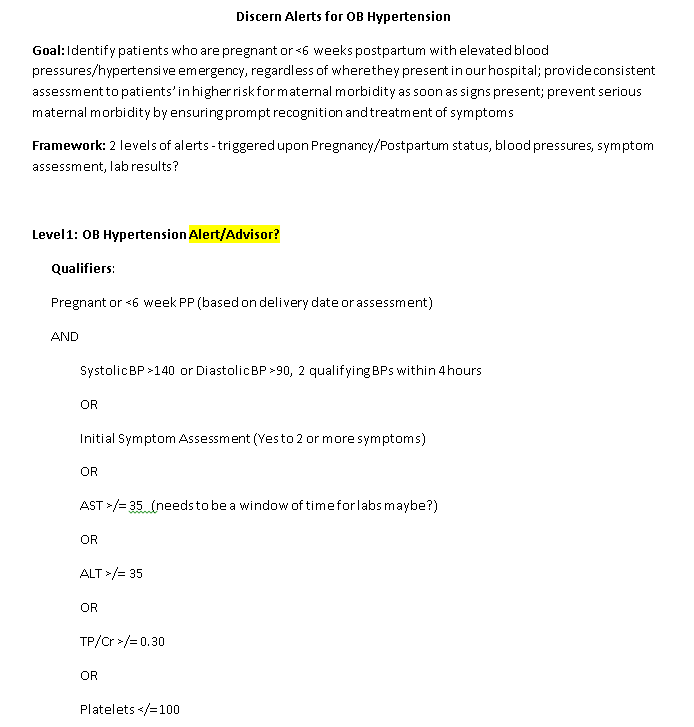 Discern Alerts for OB Hypertension
Goal: Identify patients who are pregnant or <6 weeks postpartum with elevated blood
pressures/hypertensive emergency, regardless of where they present in our hospital; provide consistent
assessment to patients' in higher risk for maternal morbidity as soon as signs present; prevent serious
maternal morbidity by ensuring prompt recognition and treatment of symptoms
Framework: 2 levels of alerts - triggered upon Pregnancy/Postpartum status, blood pressures, symptom
assessment, lab results?
Level 1: OB Hypertension Alert/Advisor?
Qualifiers:
Pregnant or <6 week PP (based on delivery date or assessment)
AND
Systolic BP >140 or Diastolic BP >90, 2 qualifying BPs within 4 hours
OR
Initial Symptom Assessment (Yes to 2 or more symptoms)
OR
AST >/= 35 (needs to be a window of time for labs maybe?)
OR
ALT >/= 35
OR
TP/Cr >/= 0.30
OR
Platelets </=100